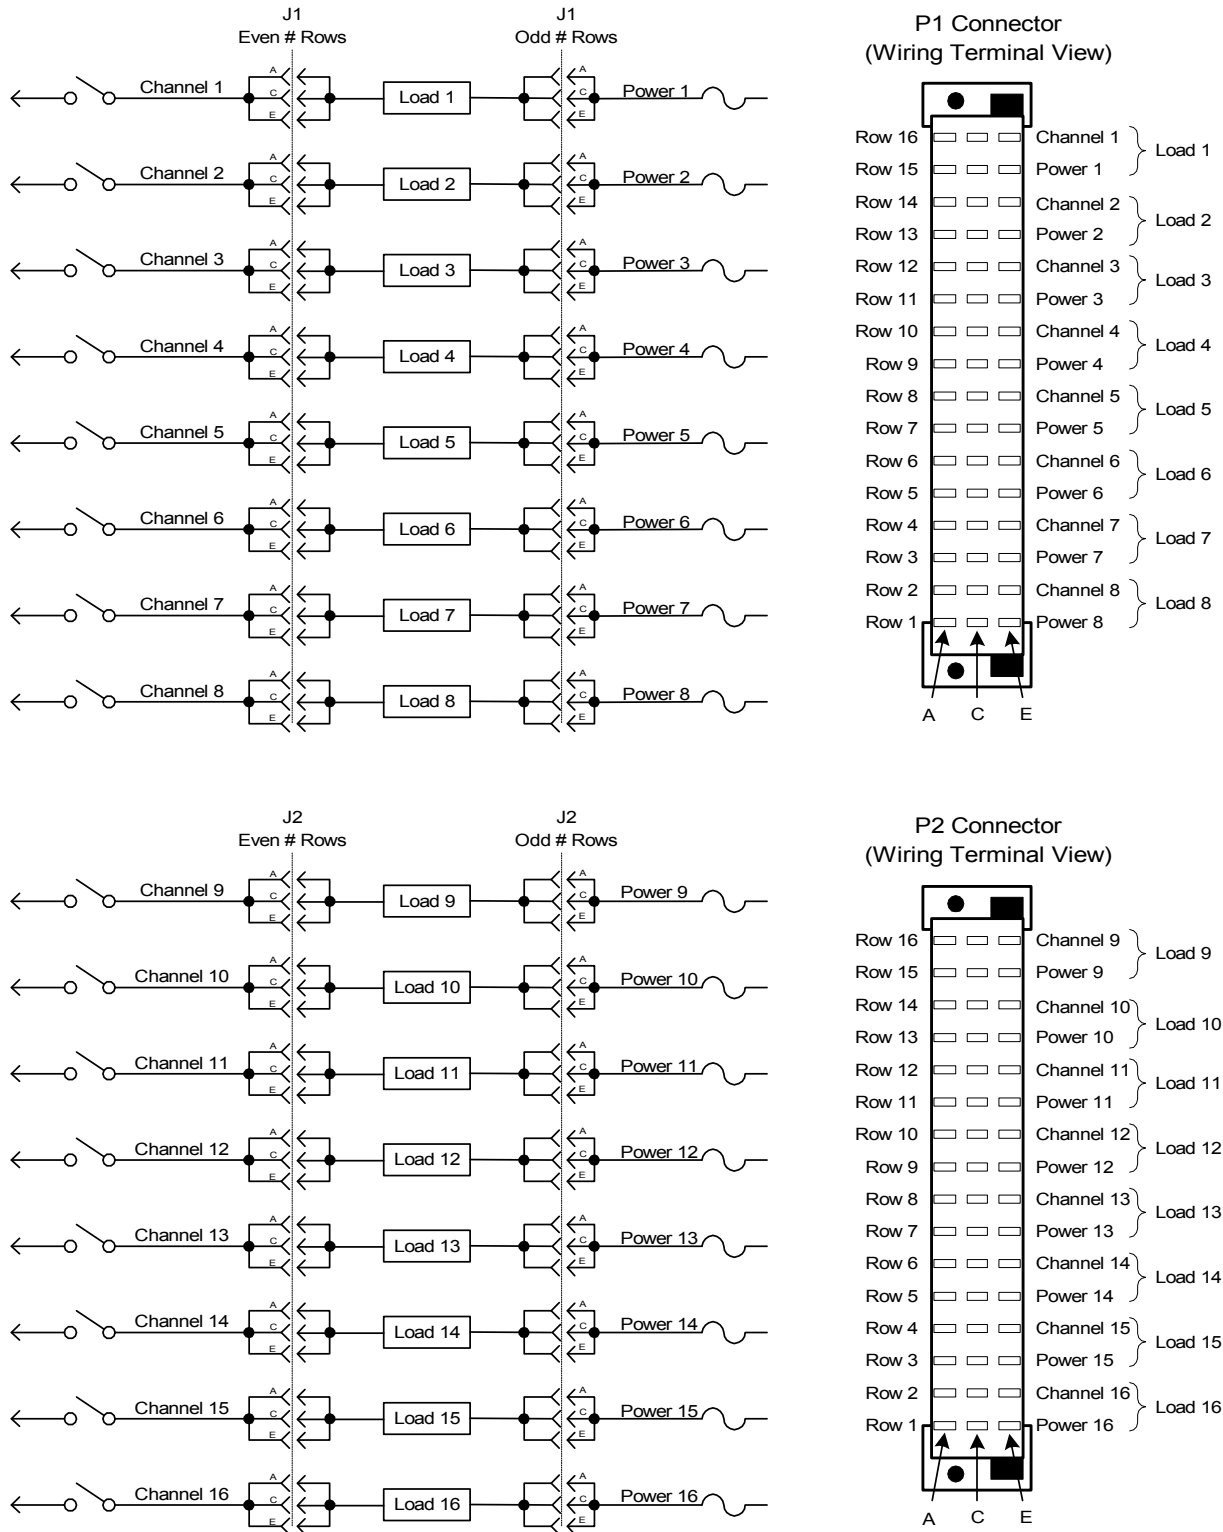 J1
Even # Rows
J1
Odd # Rows
A
C
E
Channel 1
Load 1
A
C
E
Power 1
A
C
E
Channel 2
Load 2
A
C
E
Power 2
A
C
E
Channel 3
Load 3
A
C
E
Power 3
A
C
E
Channel 4
Load 4
A
C
E
Power 4
A
C
E
Channel 5
Load 5
A
C
E
Power 5
A
C
E
Channel 6
Load 6
A
C
E
Power 6
A
C
E
Channel 7
Load 7
A
C
E
Power 7
A
C
E
Channel 8
Load 8
A
C
E
Power 8
P1 Connector
(Wiring Terminal View)
Row 16 Channel 1
Load 1
Row 15 Power 1
Row 14 Channel 2
Load 2
Row 13 Power 2
Row 12 Channel 3
Load 3
Row 11 Power 3
Row 10 Channel 4
Load 4
Row 9 Power 4
Row 8 Channel 5
Load 5
Row 7 Power 5
Row 6 Channel 6
Load 6
Row 5 Power 6
Row 4 Channel 7
Load 7
Row 3 Power 7
Row 2 Channel 8
Load 8
Row 1 Power 8
A C E
J2
Even # Rows
J2
Odd # Rows
A
C
E
Channel 9
Load 9
A
C
E
Power 9
A
C
E
Channel 10
Load 10
A
C
E
Power 10
A
C
E
Channel 11
Load 11
A
C
E
Power 11
A
C
E
Channel 12
Load 12
A
C
E
Power 12
A
C
E
Channel 13
Load 13
A
C
E
Power 13
A
C
E
Channel 14
Load 14
A
C
E
Power 14
A
C
E
Channel 15
Load 15
A
C
E
Power 15
A
C
E
Channel 16
Load 16
A
C
E
Power 16
P2 Connector
(Wiring Terminal View)
Row 16 Channel 9
Load 9
Row 15 Power 9
Row 14 Channel 10
Load 10
Row 13 Power 10
Row 12 Channel 11
Load 11
Row 11 Power 11
Row 10 Channel 12
Load 12
Row 9 Power 12
Row 8 Channel 13
Load 13
Row 7 Power 13
Row 6 Channel 14
Load 14
Row 5 Power 14
Row 4 Channel 15
Load 15
Row 3 Power 15
Row 2 Channel 16
Load 16
Row 1 Power 16
A C E